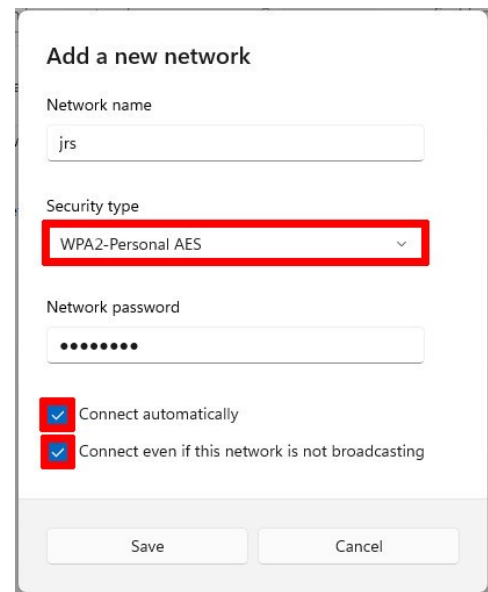 Add a new network
Network name
jrs
Security type
WPA2-Personal AES
Network password
••••••••
Connect automatically
Connect even if this network is not broadcasting
Save
Cancel